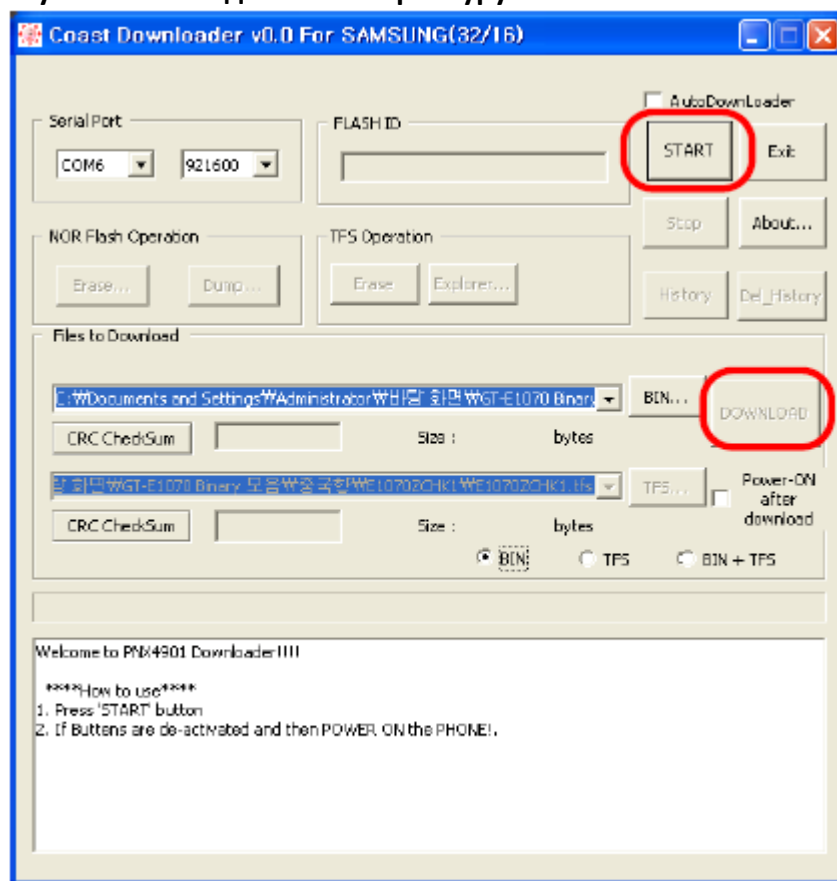 Coast Downloader v0.0 For SAMSUNG(32/16)
AutoDownLoader
Serial Port
FLASH ID
START
Exit
COM6
921600
Stop
About...
NOR Flash Operation
TFS Operation
Erase...
Dump...
Erase
Explorer...
History
Del_History
Files to Download
C:₩Documents and Settings₩Administrator₩바탕 화면₩GT-E1070 Binary
BIN...
DOWNLOAD
CRC CheckSum
Size :
bytes
탕 화면₩GT-E1070 Binary 모음₩중국향₩E1070ZCHK1₩E1070ZCHK1.tfs
TFS...
Power-ON
after
download
CRC CheckSum
Size :
bytes
BIN
TFS
BIN + TFS
Welcome to PNX4901 Downloader!!!!
****How to use****
1. Press 'START' button
2. If Buttens are de-activated and then POWER ON the PHONE!.